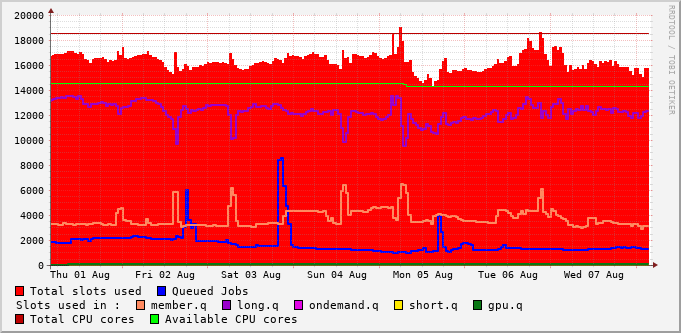 20000
18000
16000
14000
12000
10000
8000
6000
4000
2000
0
Thu 01 Aug Fri 02 Aug Sat 03 Aug Sun 04 Aug Mon 05 Aug Tue 06 Aug Wed 07 Aug
Total slots used Queued Jobs
Slots used in : member.q long.q ondemand.q short.q gpu.q
Total CPU cores Available CPU cores
RRDTOOL / TOBI OETIKER